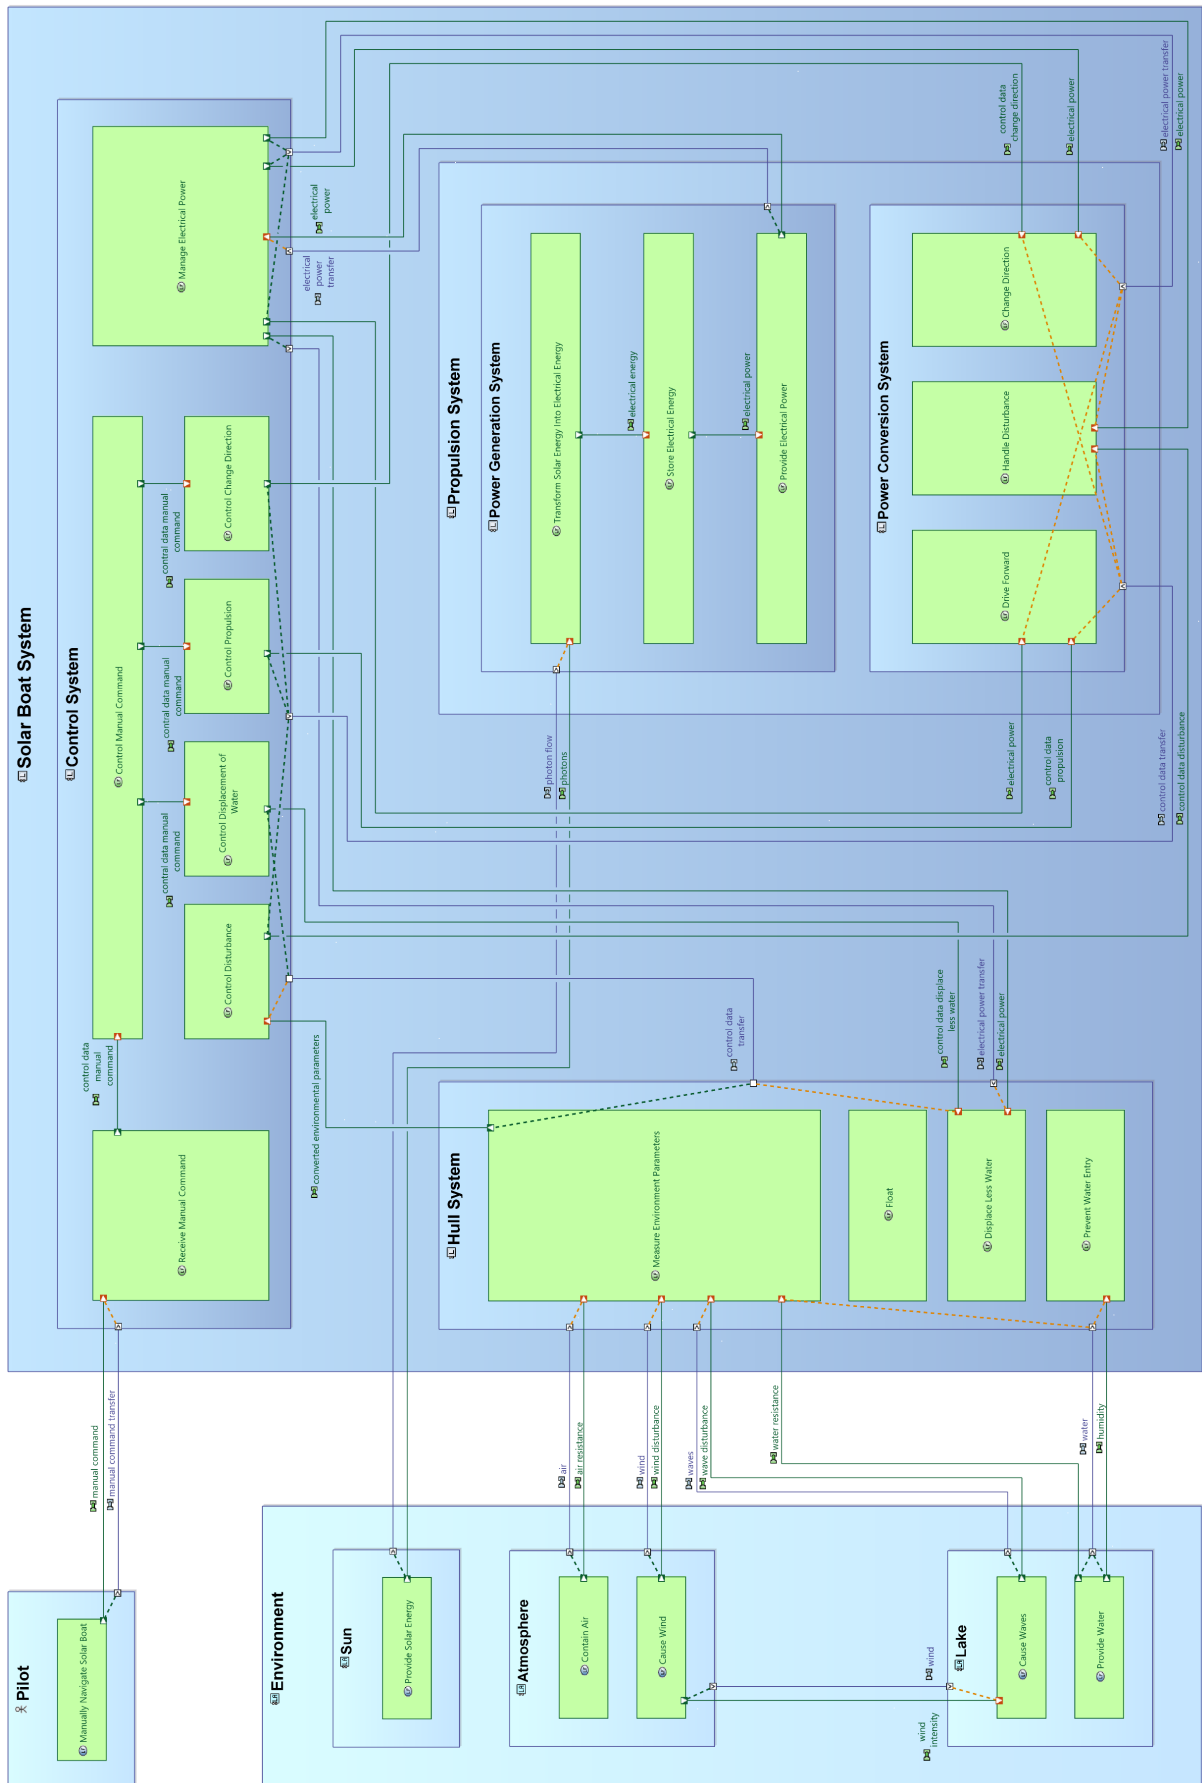 Pilot
Manually Navigate Solar Boat
manual command
manual command transfer
Solar Boat System
Control System
Receive Manual Command
control data
manual
command
Control Manual Command
control data manual
command
control data manual
command
control data manual
command
Control Disturbance
Control Displacement of
Water
Control Propulsion
Control Change Direction
Manage Electrical Power
converted environmental parameters
electrical
power
transfer
electrical
power
Environment
Sun
Provide Solar Energy
Atmosphere
Contain Air
Cause Wind
Lake
Cause Waves
Provide Water
wind
intensity
wind
air
air resistance
wind
wind disturbance
waves
wave disturbance
water resistance
water
humidity
Hull System
Measure Environment Parameters
Float
Displace Less Water
Prevent Water Entry
control data
transfer
control data displace
less water
electrical power transfer
electrical power
photon flow
photons
Propulsion System
Power Generation System
Transform Solar Energy Into Electrical Energy
electrical energy
Store Electrical Energy
electrical power
Provide Electrical Power
Power Conversion System
Drive Forward
Handle Disturbance
Change Direction
electrical power
control data
propulsion
control data
change direction
electrical power
control data transfer
control data disturbance
electrical power transfer
electrical power